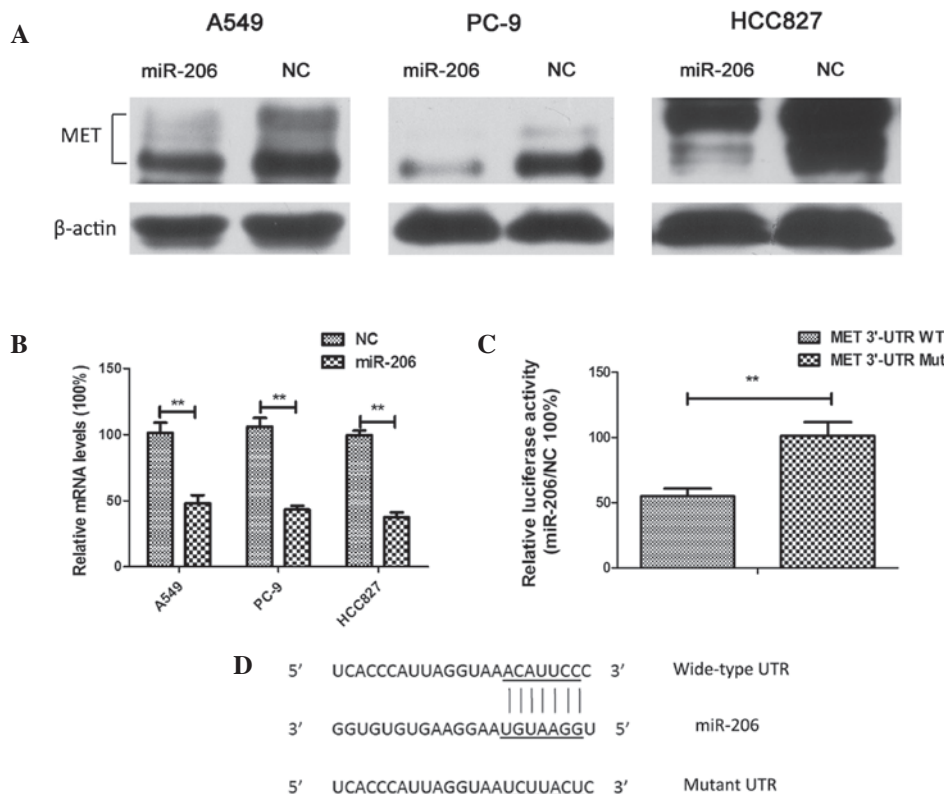 A
A549 PC-9 HCC827
miR-206 NC miR-206 NC miR-206 NC
MET
β-actin
B
NC
miR-206
Relative mRNA levels (100%)
150
100
50
0
** ** **
A549 PC-9 HCC827
C
MET 3'-UTR WT
MET 3'-UTR Mut
Relative luciferase activity
(miR-206/NC 100%)
150
100
50
0
**
D
5′ UCACCCAUUAGGUAAACAUUCCC 3′ Wide-type UTR
3′ GGUGUGUGAAGGAAUGUAAGGU 5′ miR-206
5′ UCACCCAUUAGGUAAUCUUACUC 3′ Mutant UTR